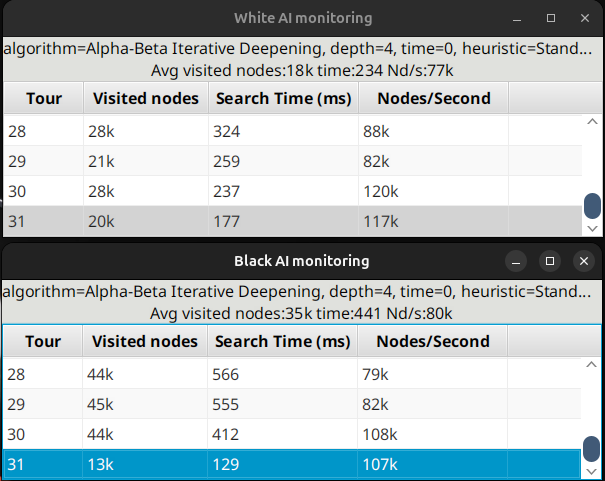 White AI monitoring
algorithm=Alpha-Beta Iterative Deepening, depth=4, time=0, heuristic=Stand...
Avg visited nodes:18k time:234 Nd/s:77k
Tour Visited nodes Search Time (ms) Nodes/Second
28 28k 324 88k
29 21k 259 82k
30 28k 237 120k
31 20k 177 117k
Black AI monitoring
algorithm=Alpha-Beta Iterative Deepening, depth=4, time=0, heuristic=Stand...
Avg visited nodes:35k time:441 Nd/s:80k
Tour Visited nodes Search Time (ms) Nodes/Second
28 44k 566 79k
29 45k 555 82k
30 44k 412 108k
31 13k 129 107k